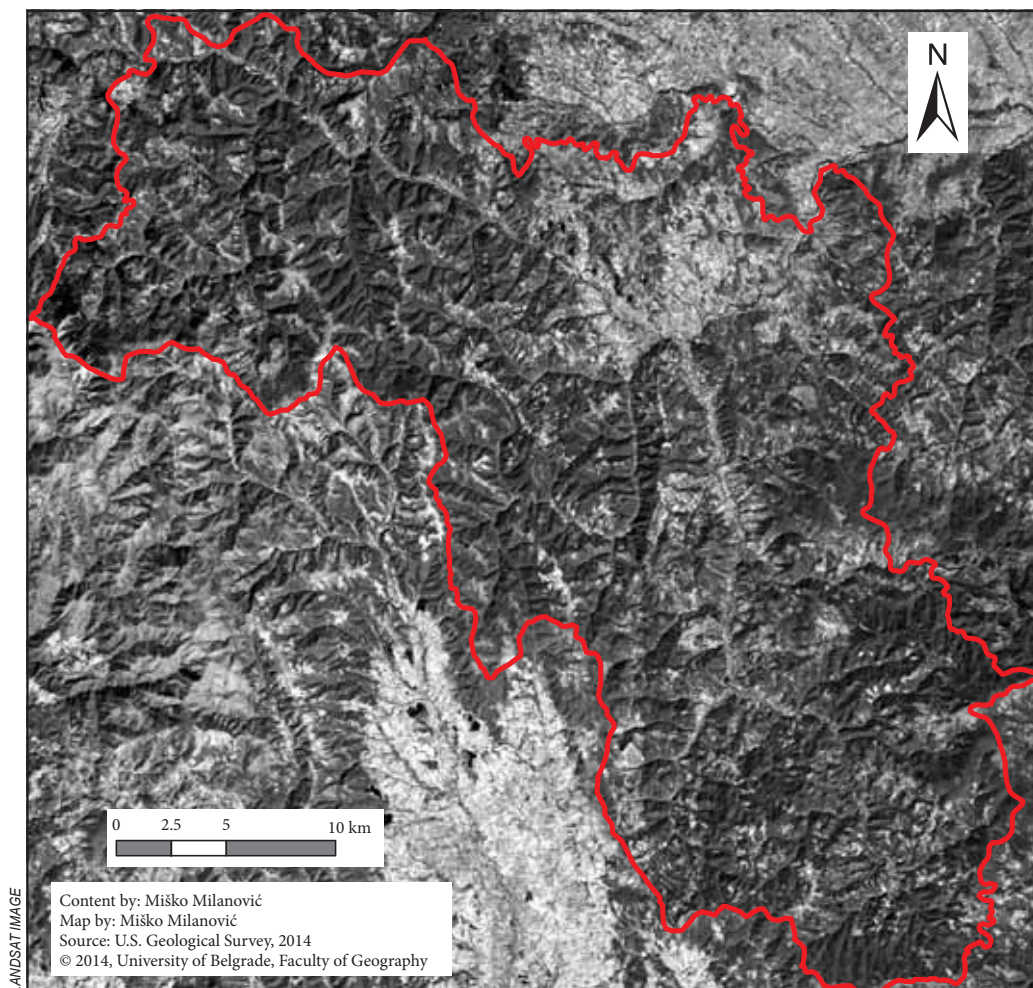 N
0 2.5 5 10 km
Content by: Miško Milanović
Map by: Miško Milanović
Source: U.S. Geological Survey, 2014
© 2014, University of Belgrade, Faculty of Geography
LANDSAT IMAGE